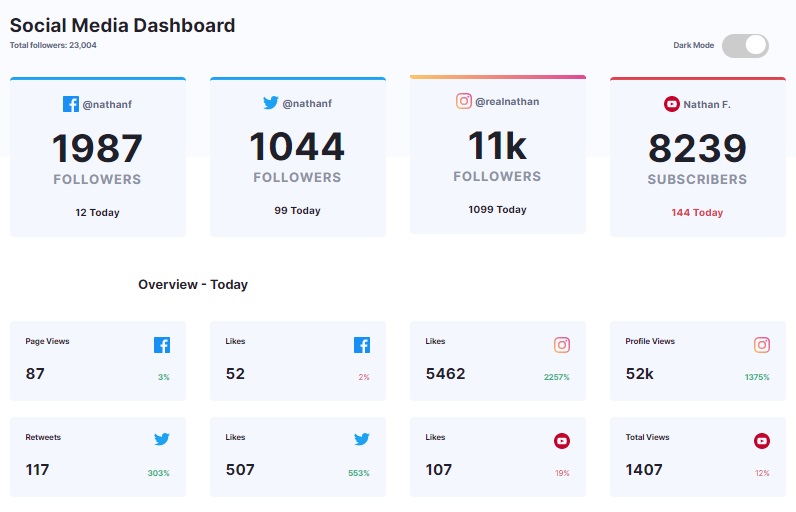 Social Media Dashboard
Total followers: 23,004
Dark Mode
@nathanf
1987
FOLLOWERS
12 Today
@nathanf
1044
FOLLOWERS
99 Today
@realnathan
11k
FOLLOWERS
1099 Today
Nathan F.
8239
SUBSCRIBERS
144 Today
Overview - Today
Page Views
87
3%
Likes
52
2%
Likes
5462
2257%
Profile Views
52k
1375%
Retweets
117
303%
Likes
507
553%
Likes
107
19%
Total Views
1407
12%